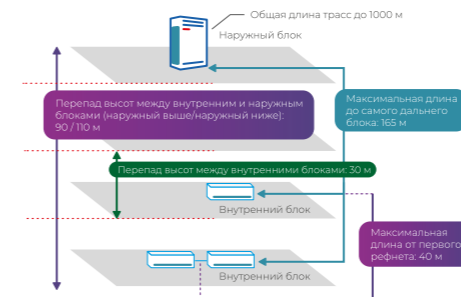 Общая длина трасс до 1000 м
Наружный блок
Перепад высот между внутренним и наружным
блоками (наружный выше/наружный ниже):
90 / 110 м
Максимальная длина
до самого дальнего
блока: 165 м
Перепад высот между внутренними блоками: 30 м
Внутренний блок
Максимальная
длина от первого
рефнета: 40 м
Внутренний блок